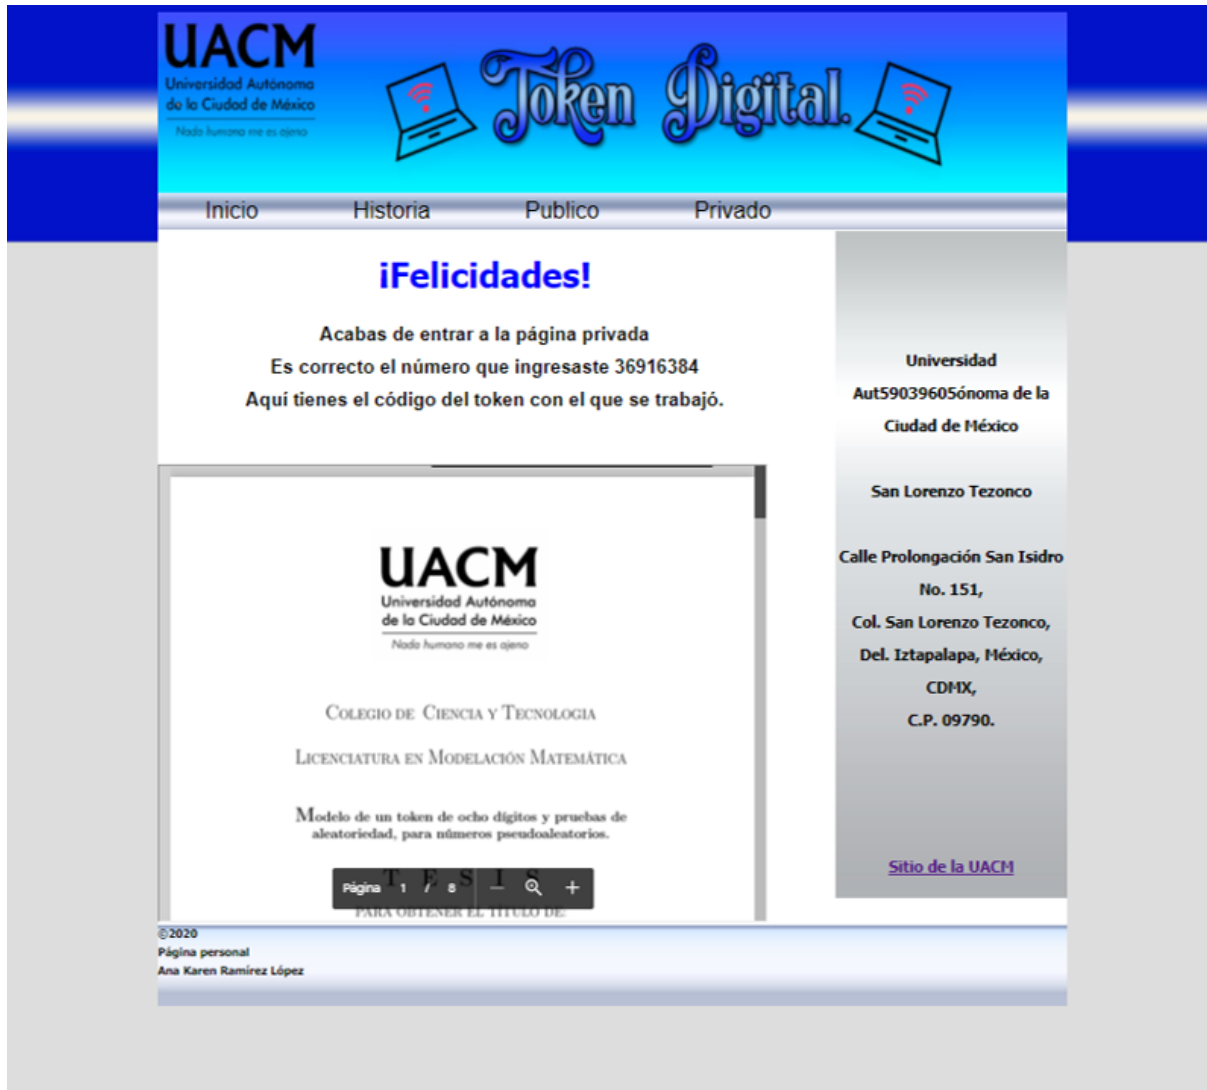 UACM
Universidad Autónoma
de la Ciudad de México
Nada humano me es ajeno
Token Digital.
Inicio Historia Publico Privado
¡Felicidades!
Acabas de entrar a la página privada
Es correcto el número que ingresaste 36916384
Aquí tienes el código del token con el que se trabajó.
UACM
Universidad Autónoma
de la Ciudad de México
Nada humano me es ajeno
COLEGIO DE CIENCIA Y TECNOLOGIA
LICENCIATURA EN MODELACIÓN MATEMÁTICA
Modelo de un token de ocho dígitos y pruebas de
aleatoriedad, para números pseudoaleatorios.
T E S I S
Página 1 / 8 — +
PARA OBTENER EL TÍTULO DE:
Universidad
Aut59039605ónoma de la
Ciudad de México
San Lorenzo Tezonco
Calle Prolongación San Isidro
No. 151,
Col. San Lorenzo Tezonco,
Del. Iztapalapa, México,
CDMX,
C.P. 09790.
Sitio de la UACM
©2020
Página personal
Ana Karen Ramírez López